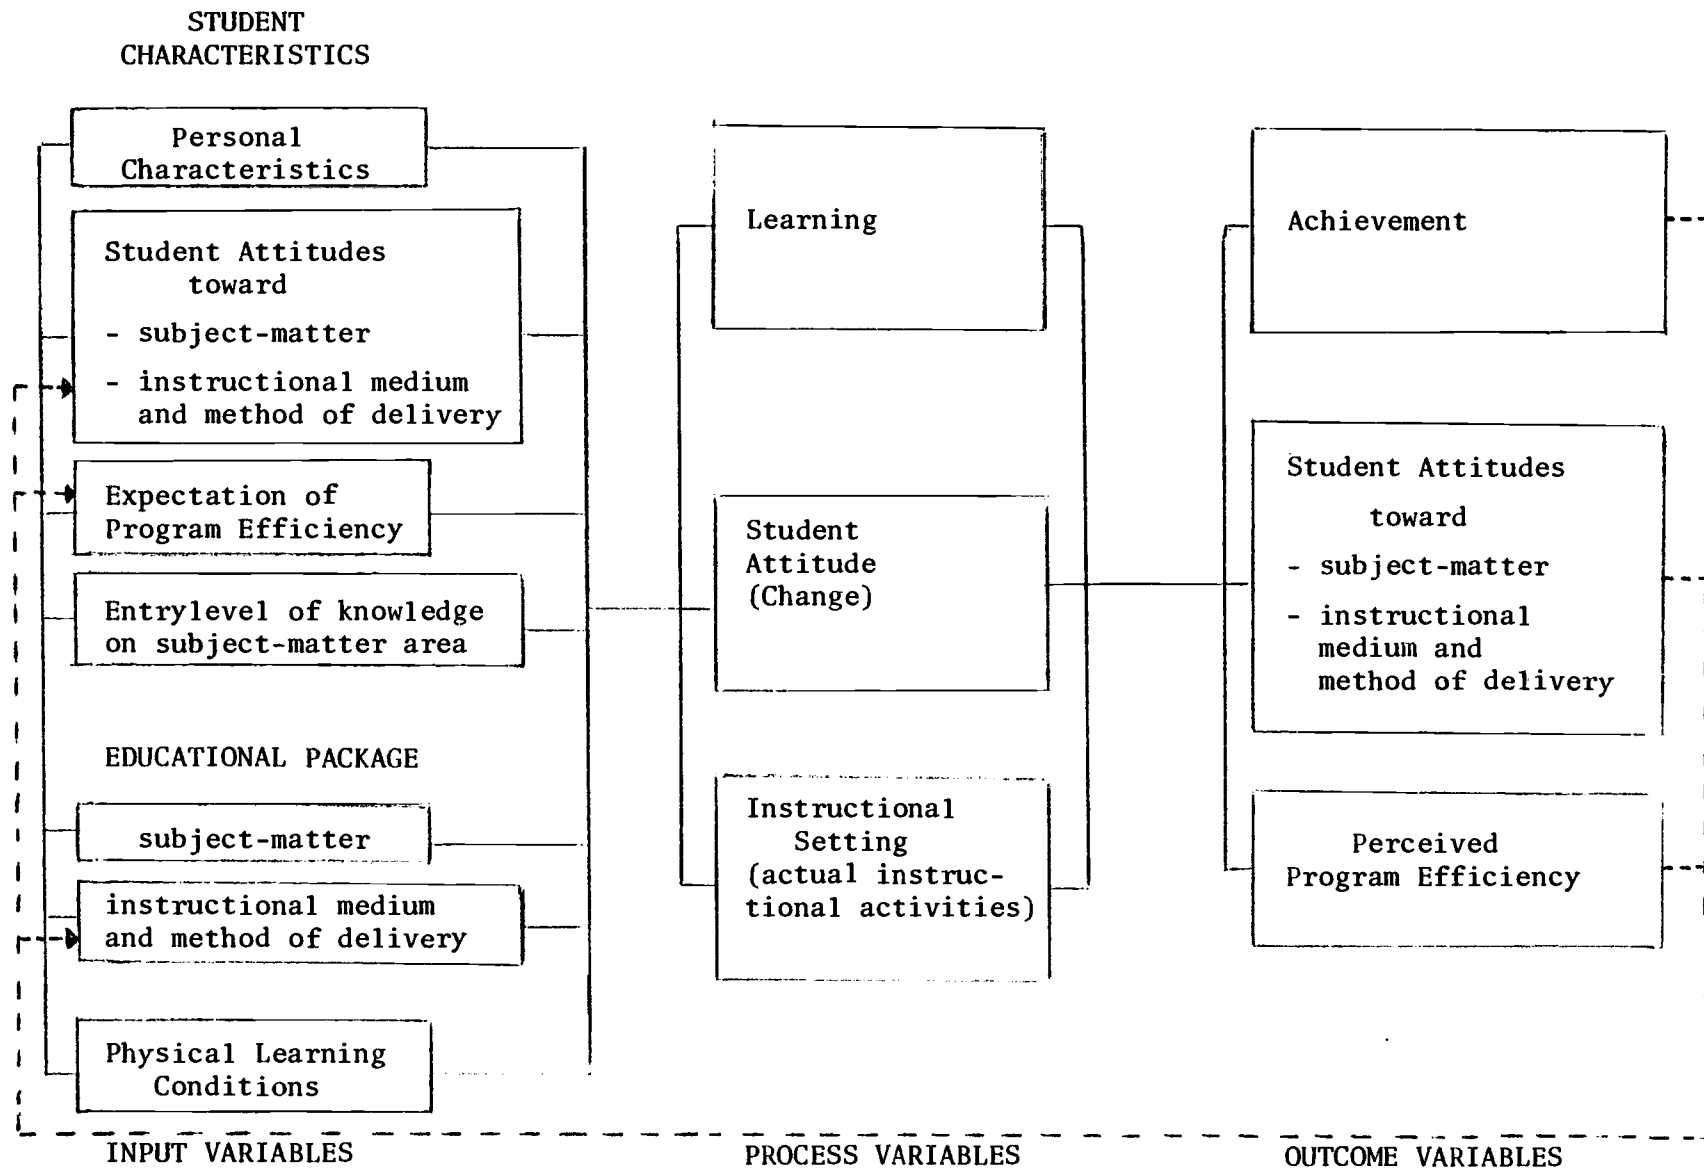 STUDENT
CHARACTERISTICS
Personal
Characteristics
Student Attitudes
toward
- subject-matter
- instructional medium
and method of delivery
Expectation of
Program Efficiency
Entrylevel of knowledge
on subject-matter area
EDUCATIONAL PACKAGE
subject-matter
instructional medium
and method of delivery
Physical Learning
Conditions
INPUT VARIABLES
Learning
Student
Attitude
(Change)
Instructional
Setting
(actual instruc-
tional activities)
PROCESS VARIABLES
Achievement
Student Attitudes
toward
- subject-matter
- instructional
medium and
method of delivery
Perceived
Program Efficiency
OUTCOME VARIABLES